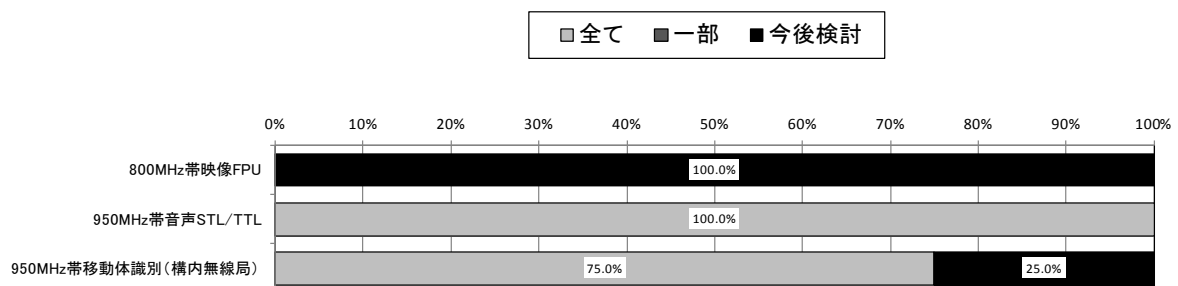 全て 一部 今後検討
0% 10% 20% 30% 40% 50% 60% 70% 80% 90% 100%
800MHz帯映像FPU 100.0%
950MHz帯音声STL/TTL 100.0%
950MHz帯移動体識別(構内無線局) 75.0% 25.0%